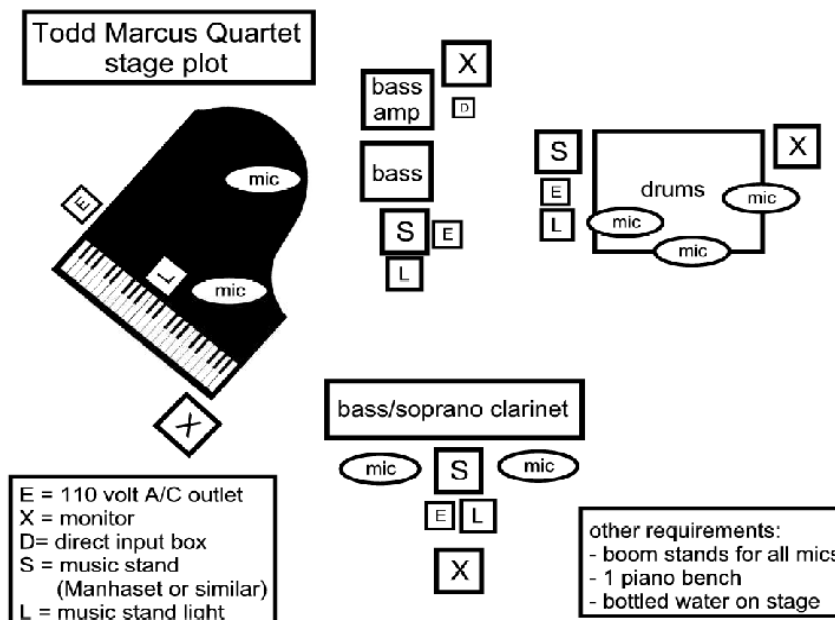 Todd Marcus Quartet
stage plot
X
bass
amp
D
bass
S
E
L
S
E
L
drums
X
mic
mic
mic
E
mic
L
mic
X
bass/soprano clarinet
mic
S
mic
E
L
X
E = 110 volt A/C outlet
X = monitor
D= direct input box
S = music stand
(Manhaset or similar)
L = music stand light
other requirements:
- boom stands for all mics
- 1 piano bench
- bottled water on stage